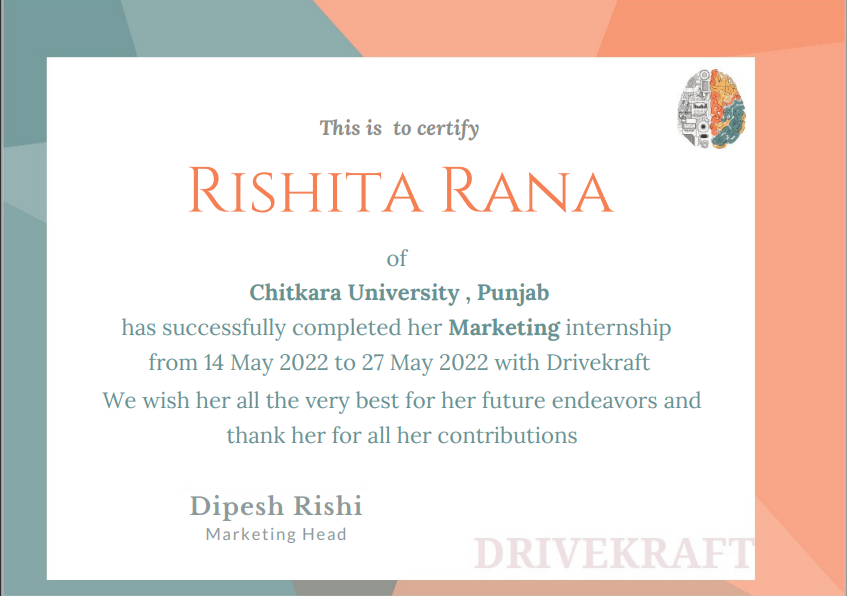 This is to certify
RISHITA RANA
of
Chitkara University , Punjab
has successfully completed her Marketing internship
from 14 May 2022 to 27 May 2022 with Drivekraft
We wish her all the very best for her future endeavors and
thank her for all her contributions
Dipesh Rishi
Marketing Head
DRIVEKRAFT